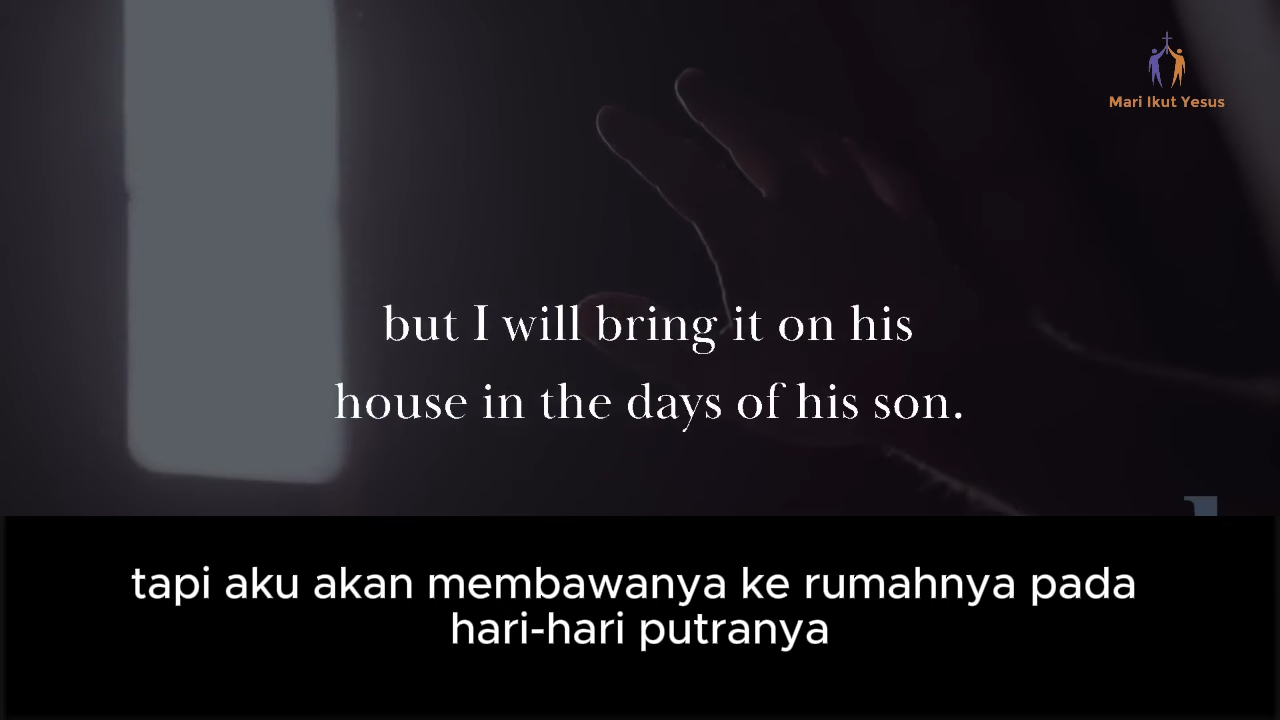 Mari Ikut Yesus
but I will bring it on his
house in the days of his son.
tapi aku akan membawanya ke rumahnya pada
hari-hari putranya